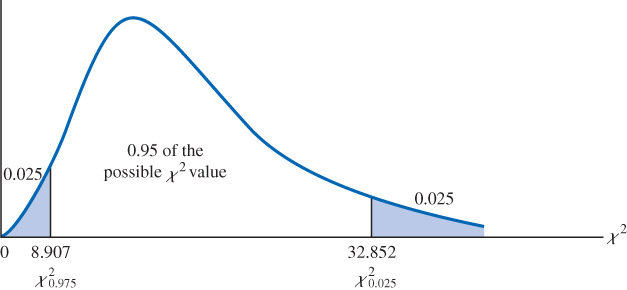 0.95 of the
possible χ² value
0.025
0.025
χ²
0 8.907 32.852
χ²0.975 χ²0.025